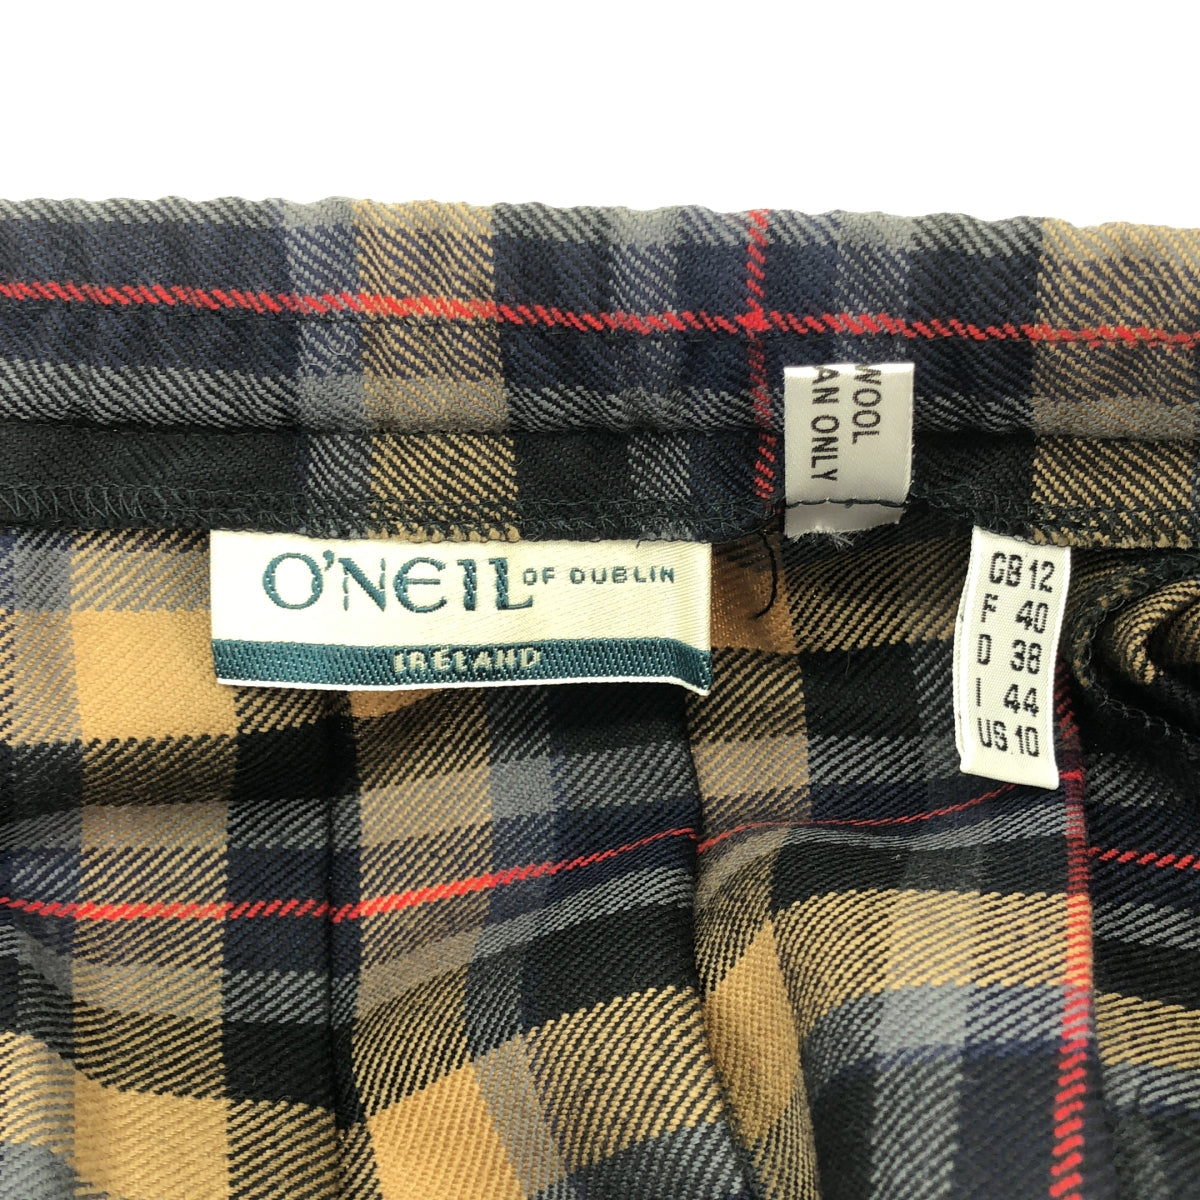 WOOL
AN ONLY
O'NEIL OF DUBLIN
IRELAND
GB 12
F 40
D 38
I 44
US 10